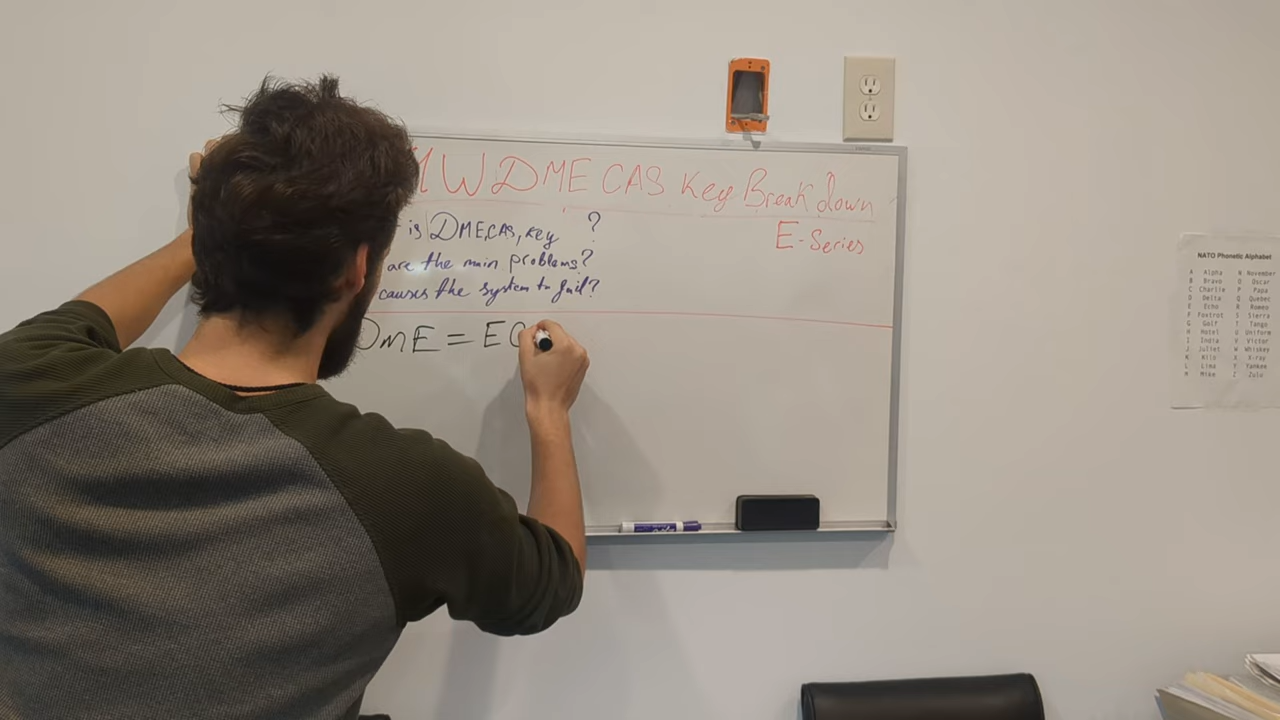 MW DME CAS Key Breakdown
E-Series
is DME, CAS, Key ?
are the main problems?
causes the system to fail?
DME = EC
NATO Phonetic Alphabet
A Alpha N November
B Bravo O Oscar
C Charlie P Papa
D Delta Q Quebec
E Echo R Romeo
F Foxtrot S Sierra
G Golf T Tango
H Hotel U Uniform
I India V Victor
J Juliet W Whiskey
K Kilo X X-ray
L Lima Y Yankee
M Mike Z Zulu